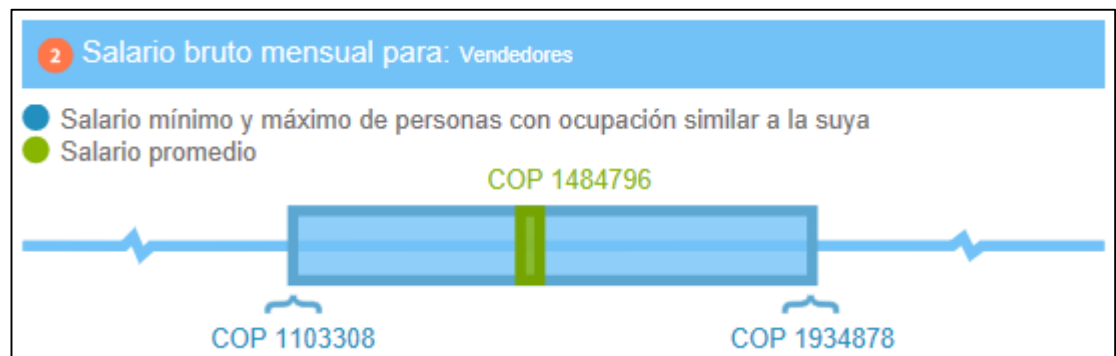 2 Salario bruto mensual para: Vendedores
Salario mínimo y máximo de personas con ocupación similar a la suya
Salario promedio
COP 1484796
COP 1103308
COP 1934878